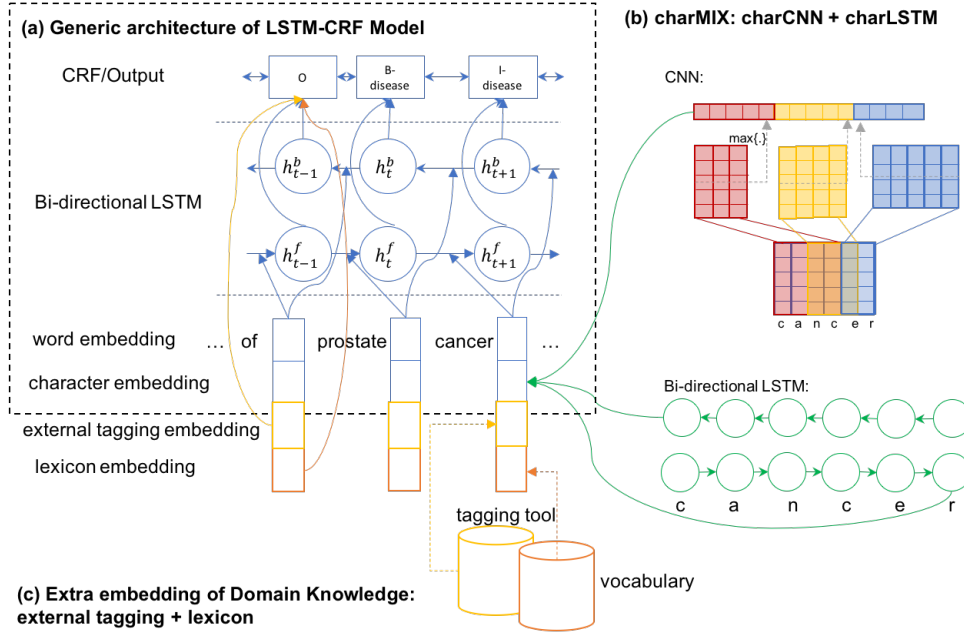 (a) Generic architecture of LSTM-CRF Model
(b) charMIX: charCNN + charLSTM
CRF/Output
O
B-
disease
I-
disease
CNN:
max{.}
Bi-directional LSTM
h^b_{t-1}
h^b_t
h^b_{t+1}
h^f_{t-1}
h^f_t
h^f_{t+1}
c a n c e r
word embedding … of prostate cancer …
character embedding
Bi-directional LSTM:
external tagging embedding
lexicon embedding
c a n c e r
tagging tool
vocabulary
(c) Extra embedding of Domain Knowledge:
external tagging + lexicon